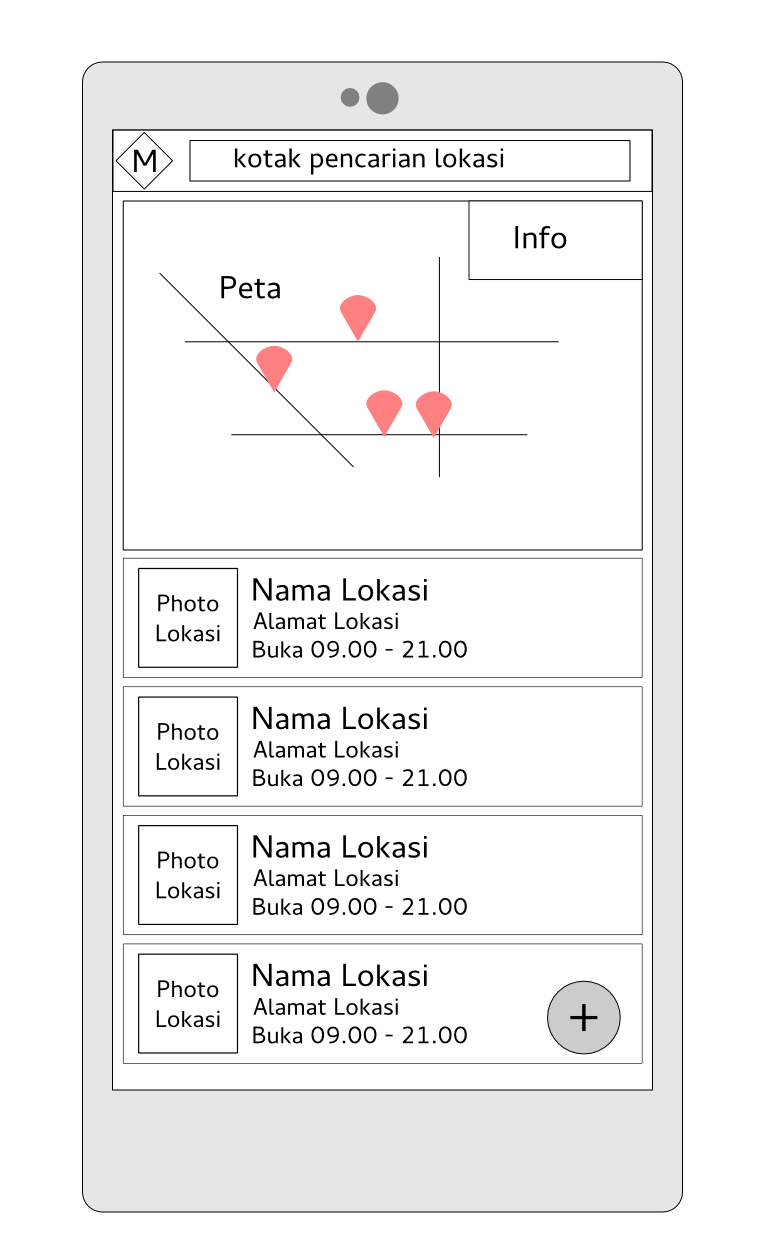 M
kotak pencarian lokasi
Info
Peta
Photo
Lokasi
Nama Lokasi
Alamat Lokasi
Buka 09.00 - 21.00
Photo
Lokasi
Nama Lokasi
Alamat Lokasi
Buka 09.00 - 21.00
Photo
Lokasi
Nama Lokasi
Alamat Lokasi
Buka 09.00 - 21.00
Photo
Lokasi
Nama Lokasi
Alamat Lokasi
Buka 09.00 - 21.00
+